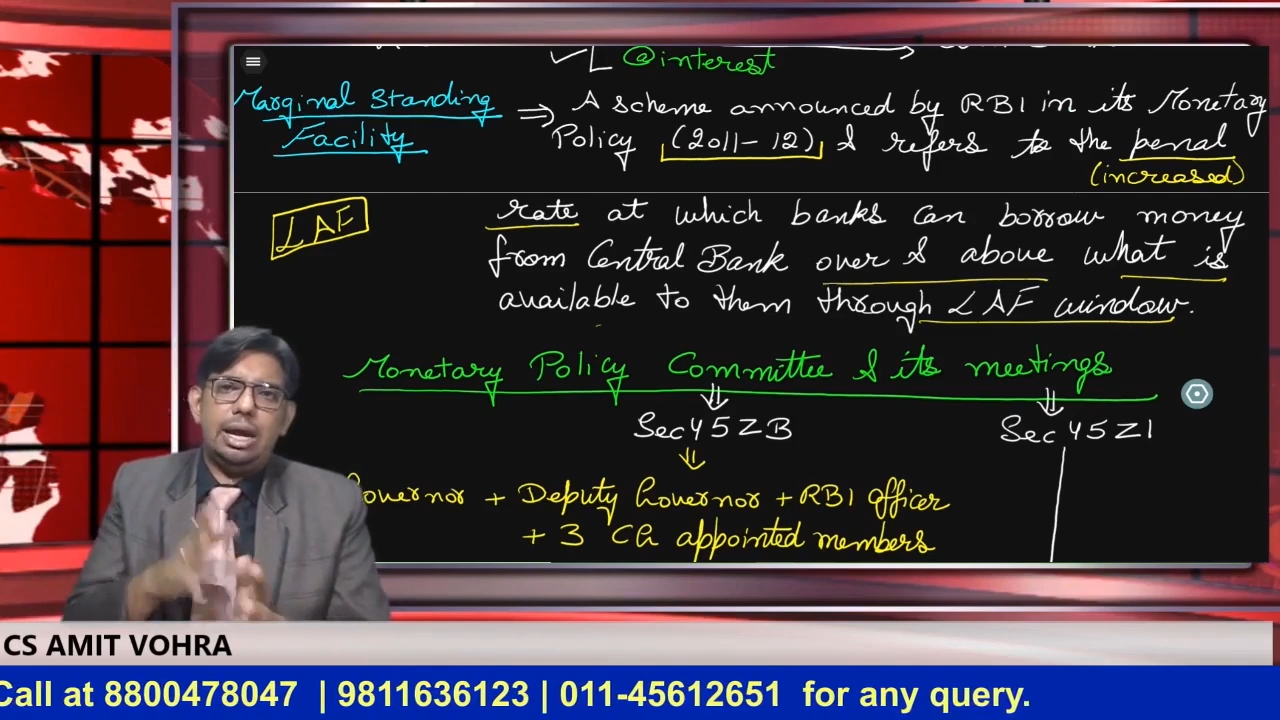 @interest
Marginal Standing Facility ⇒ A scheme announced by RBI in its Monetary
Policy (2011-12) & refers to the penal
(increased)
LAF
rate at which banks can borrow money
from Central Bank over & above what is
available to them through LAF window.
Monetary Policy Committee & its meetings
Sec 45ZB
Sec 45ZI
Governor + Deputy Governor + RBI officer
+ 3 CG appointed members
CS AMIT VOHRA
Call at 8800478047 | 9811636123 | 011-45612651 for any query.